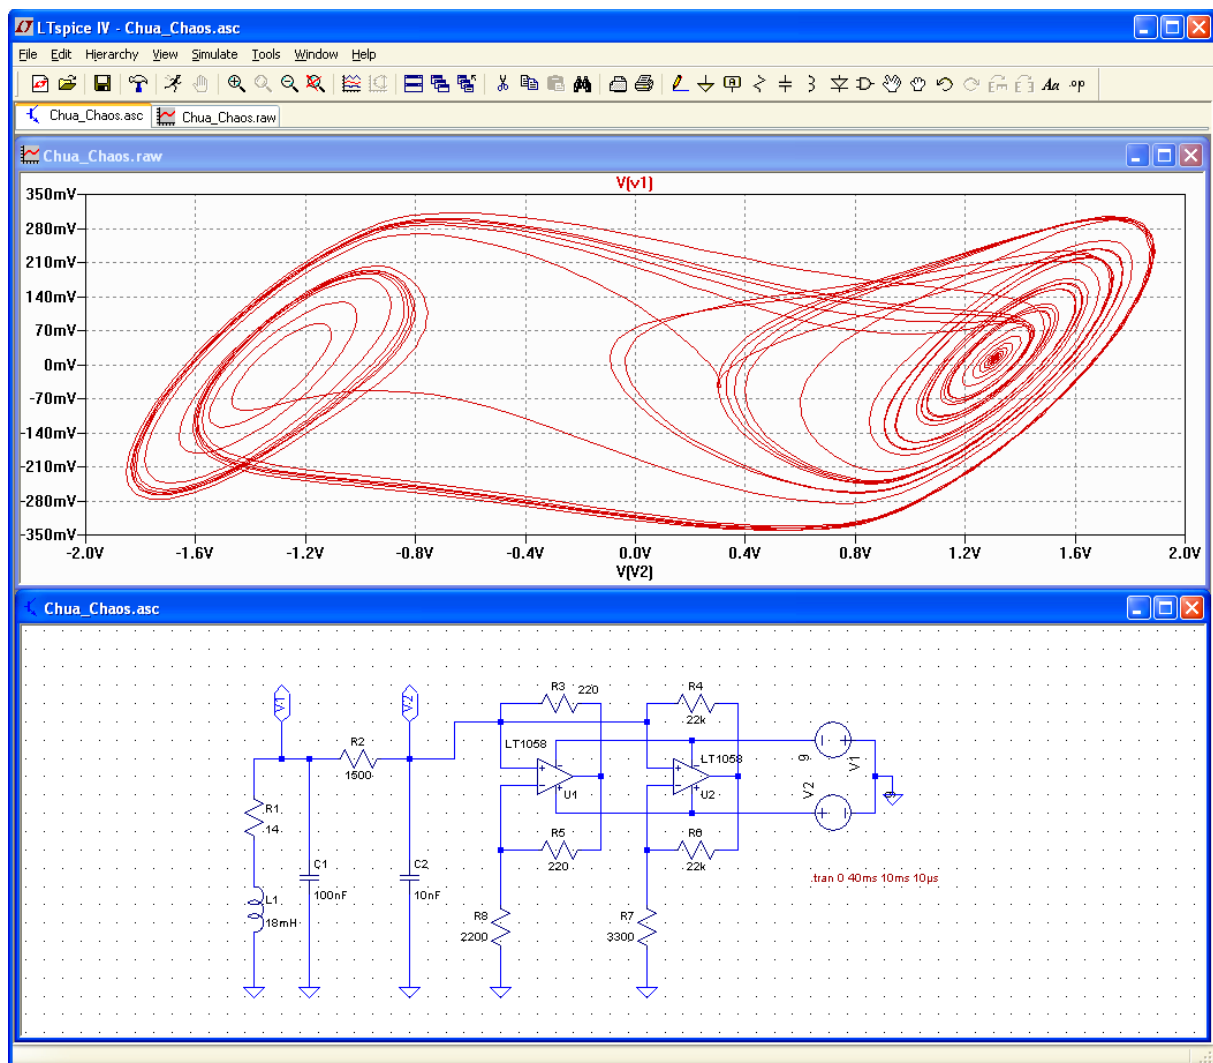 LTspice IV - Chua_Chaos.asc
File Edit Hierarchy View Simulate Tools Window Help
Aa .op
Chua_Chaos.asc Chua_Chaos.raw
Chua_Chaos.raw
V(v1)
350mV
280mV
210mV
140mV
70mV
0mV
-70mV
-140mV
-210mV
-280mV
-350mV
-2.0V -1.6V -1.2V -0.8V -0.4V 0.0V 0.4V 0.8V 1.2V 1.6V 2.0V
V(V2)
Chua_Chaos.asc
V1
V2
R3 220
R4
22k
R2
1500
LT1058
U1
LT1058
U2
9
V1
V2
9
R1
14
R5
220
R6
22k
C1
100nF
C2
10nF
L1
18mH
R8
2200
R7
3300
.tran 0 40ms 10ms 10µs